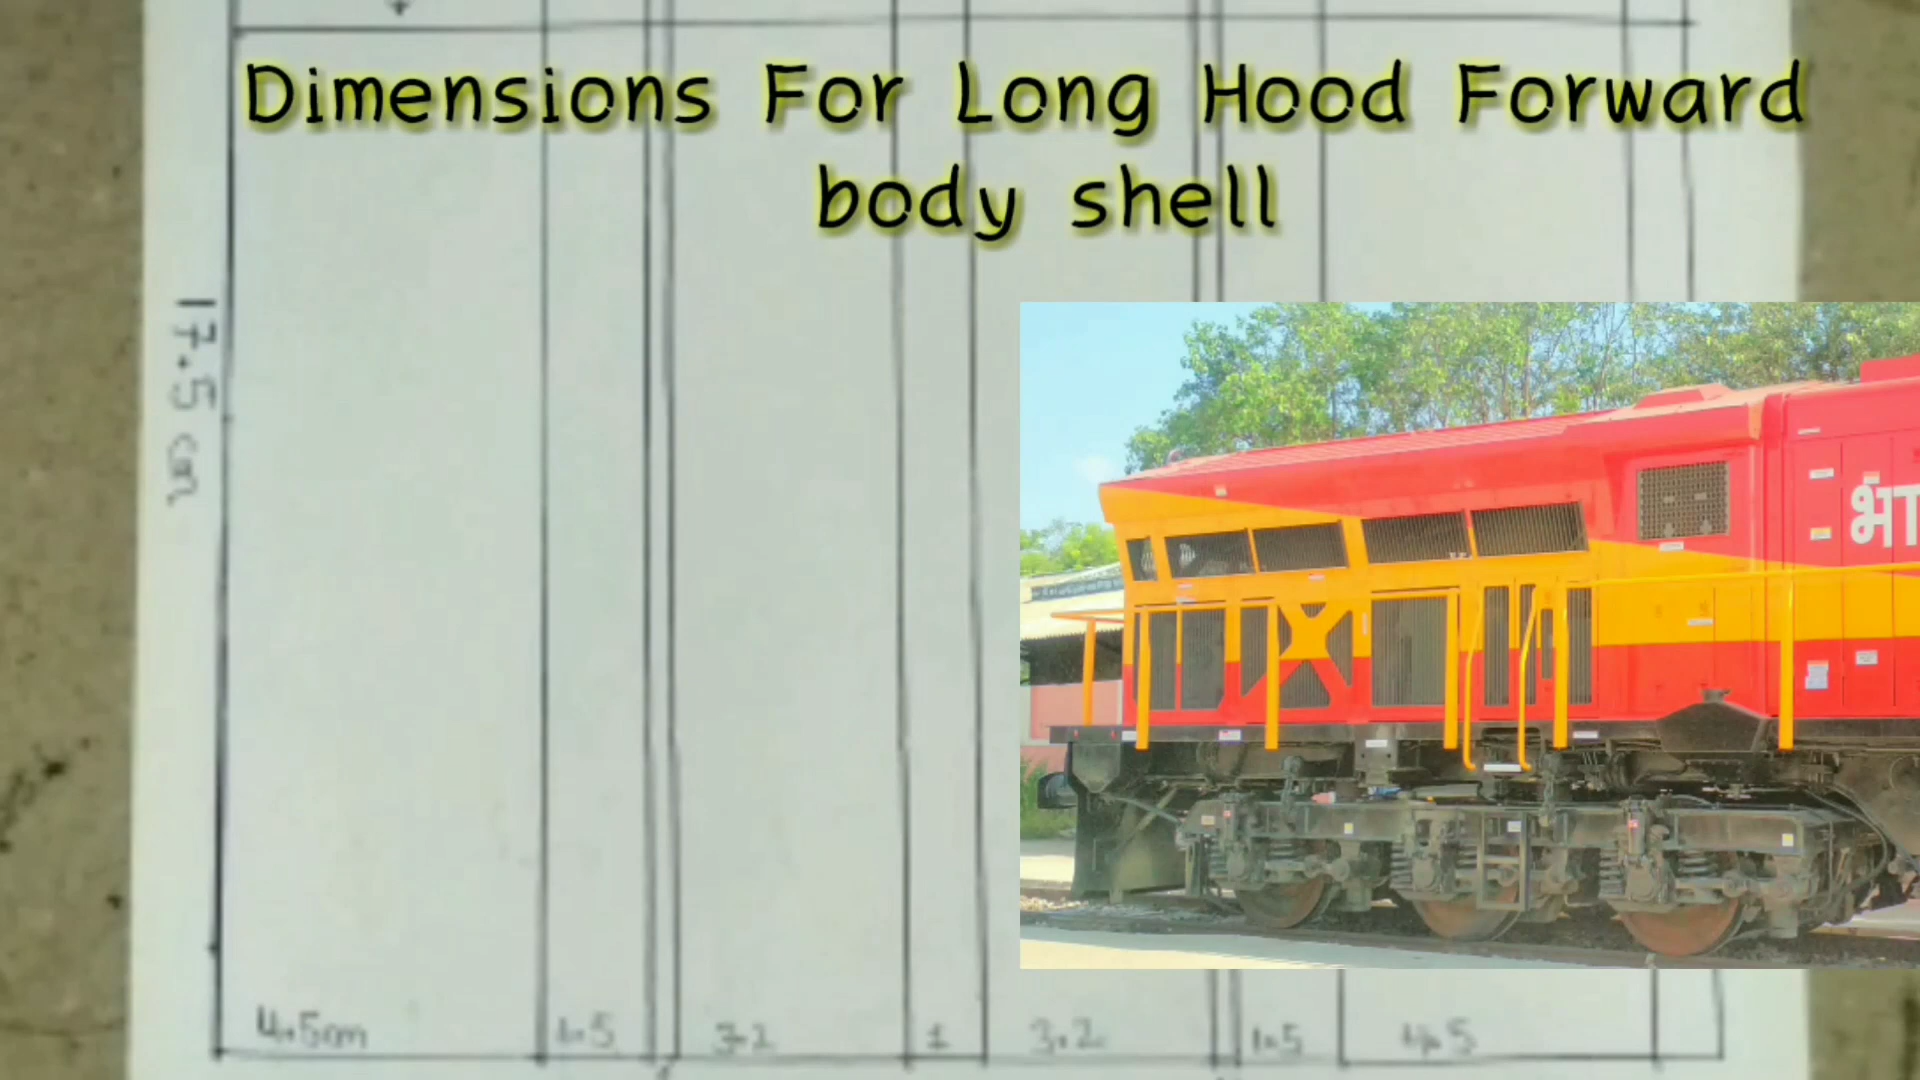 Dimensions For Long Hood Forward
body shell
17.5 cm
भा
4.5cm 1.5 3.2 1 3.2 1.5 4.5